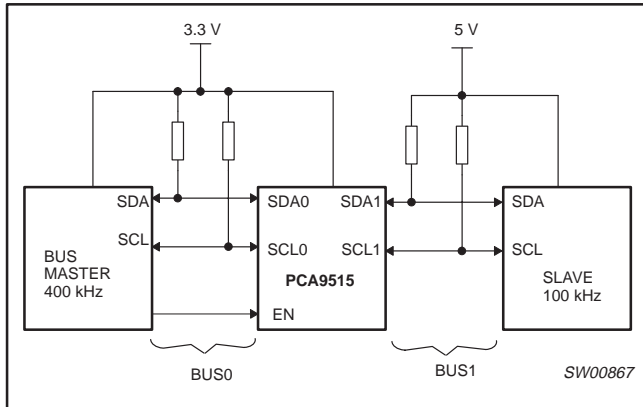 3.3 V 5 V
SDA SDA0 SDA1 SDA
SCL SCL0 SCL1 SCL
BUS
MASTER
400 kHz
PCA9515
SLAVE
100 kHz
EN
BUS0 BUS1
SW00867